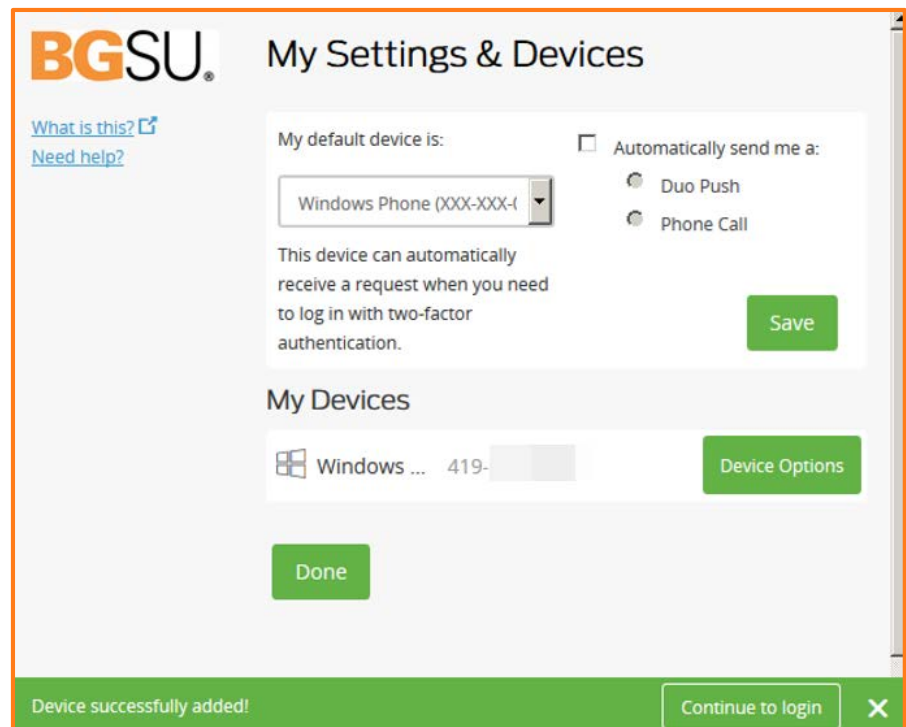 BGSU®
My Settings & Devices
What is this?
Need help?
My default device is:
Automatically send me a:
Windows Phone (XXX-XXX-(
Duo Push
Phone Call
This device can automatically
receive a request when you need
to log in with two-factor
authentication.
Save
My Devices
Windows ... 419-
Device Options
Done
Device successfully added!
Continue to login